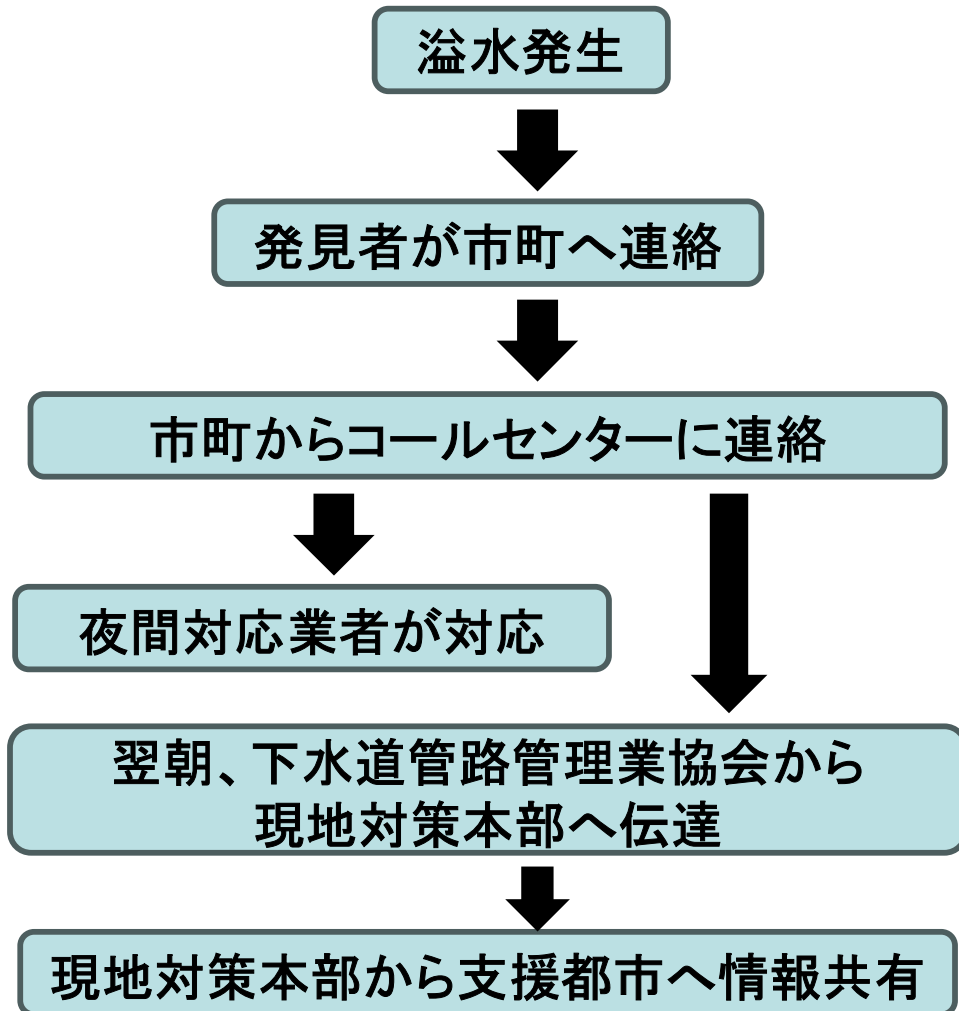 溢水発生
発見者が市町へ連絡
市町からコールセンターに連絡
夜間対応業者が対応
翌朝、下水道管路管理業協会から
現地対策本部へ伝達
現地対策本部から支援都市へ情報共有